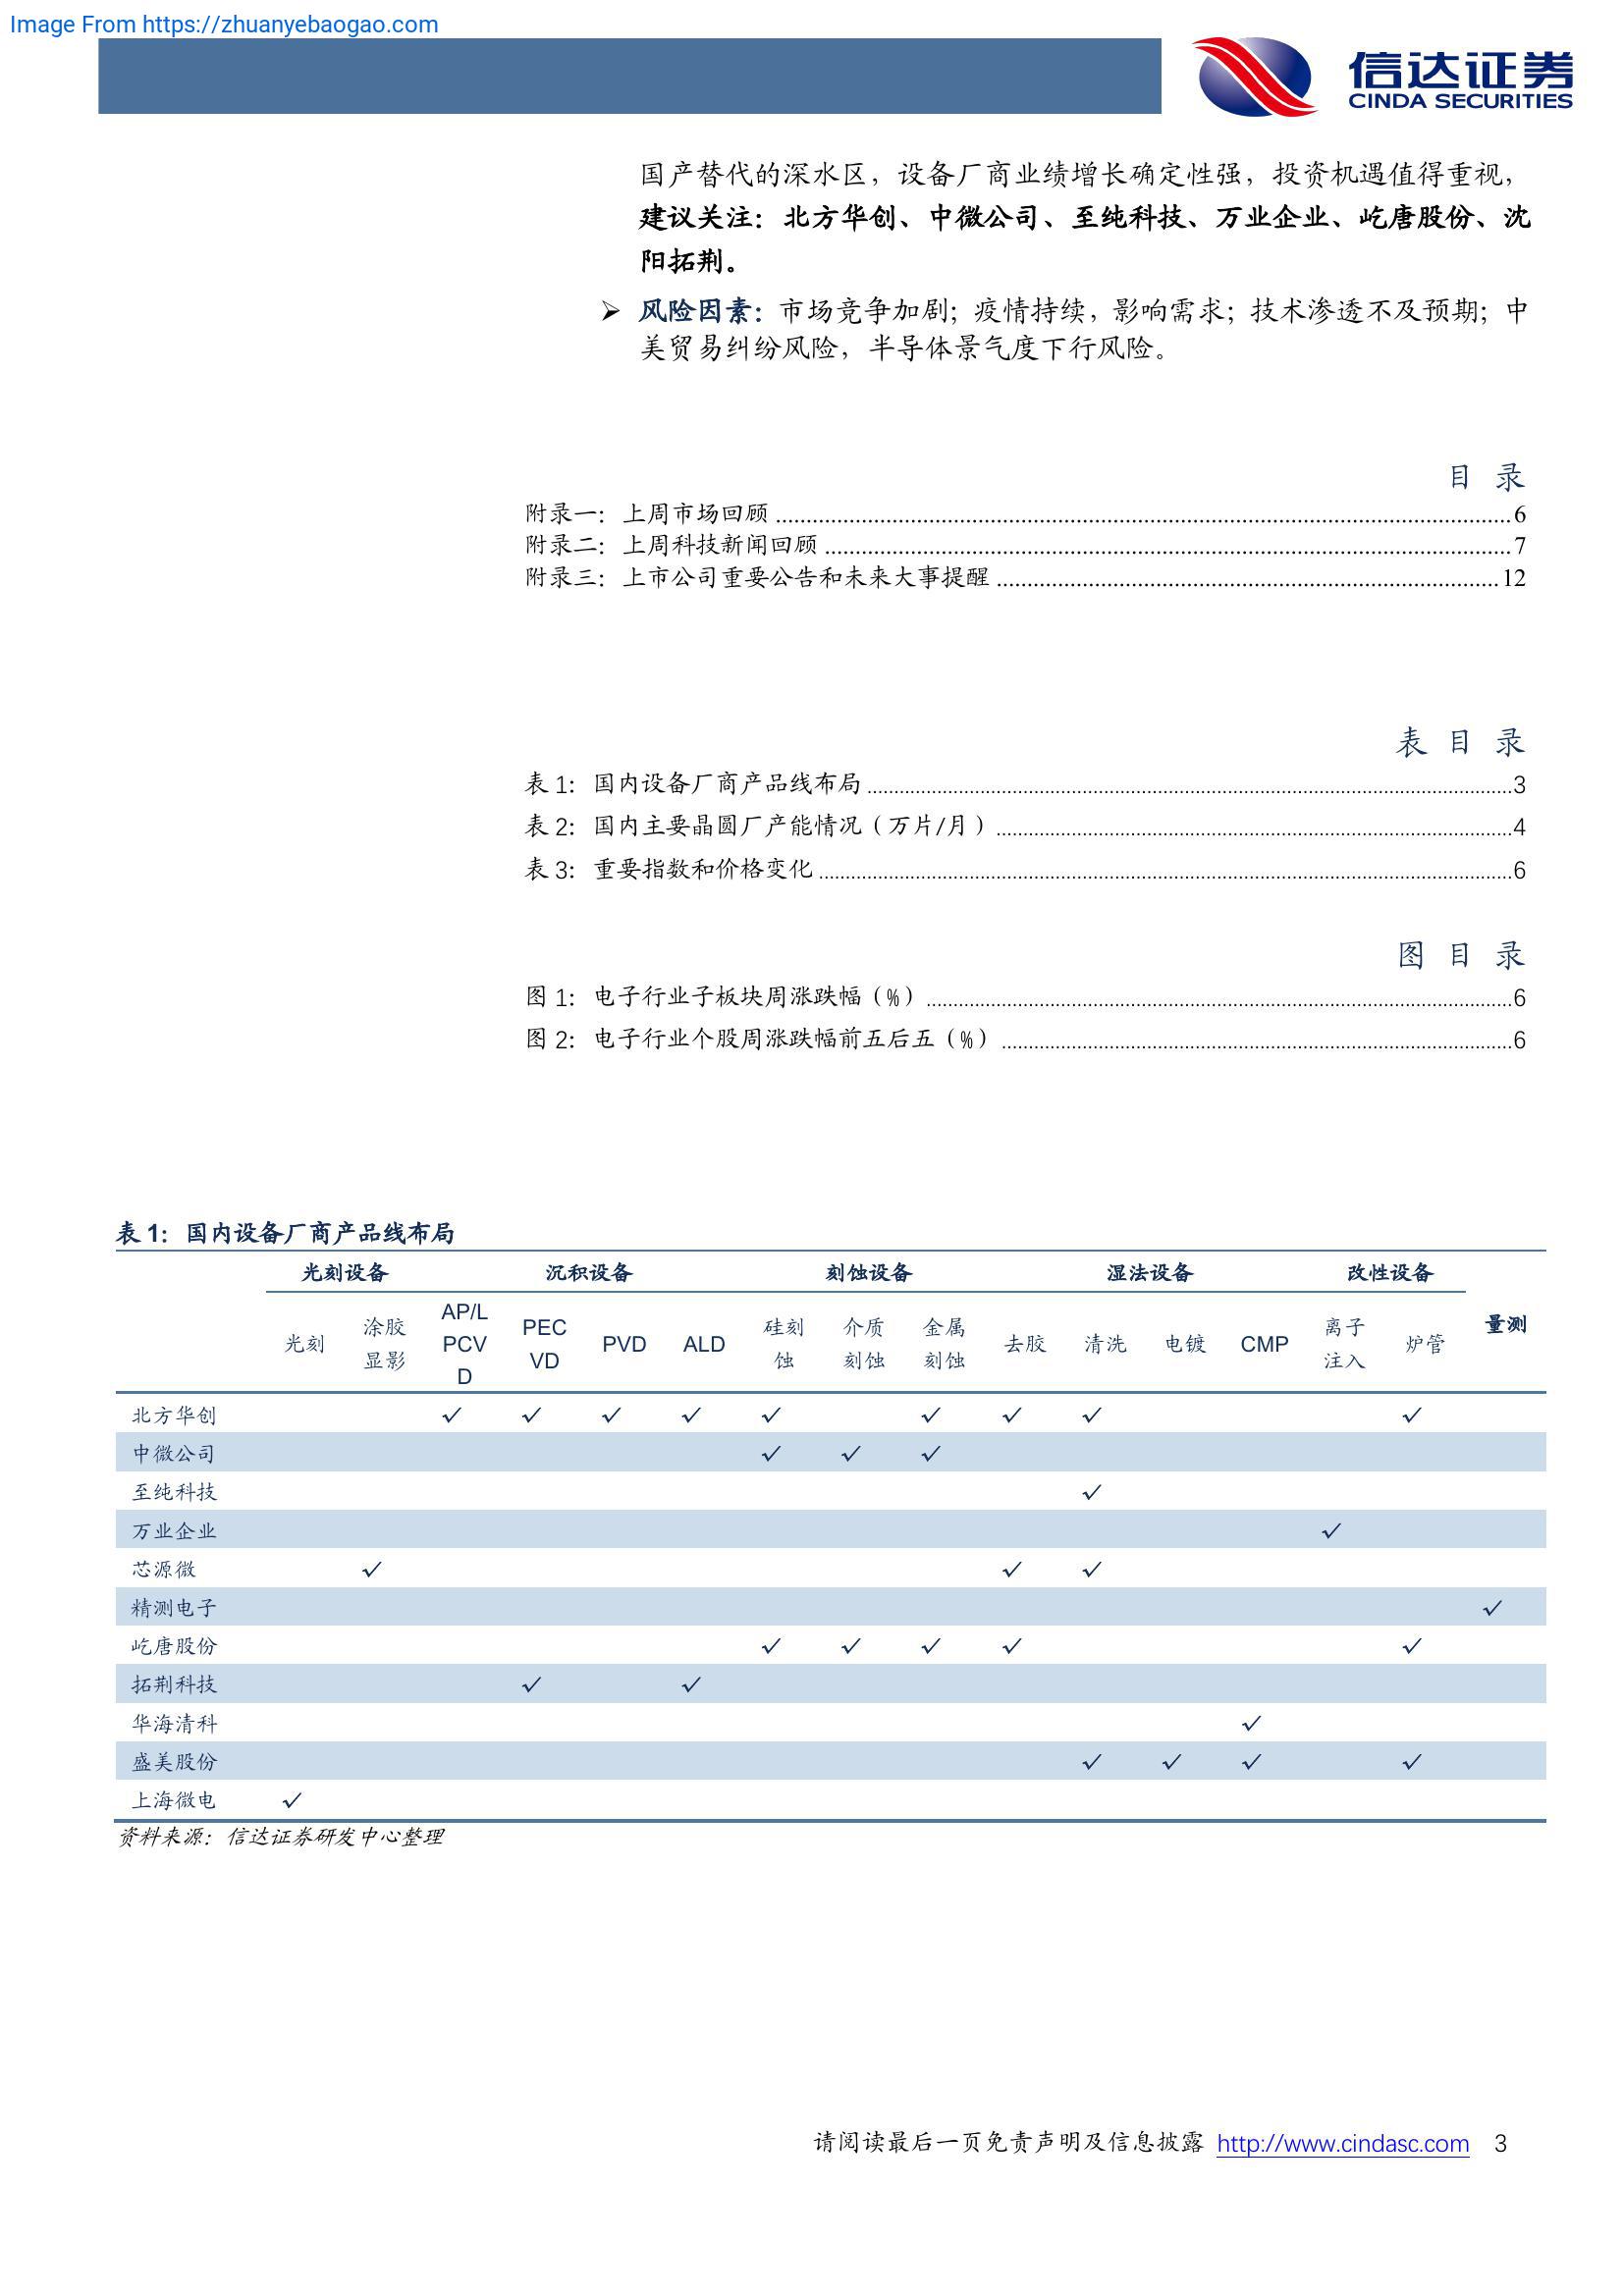 Image From https://zhuanyebaogao.com
信达证券
CINDA SECURITIES
国产替代的深水区，设备厂商业绩增长确定性强，投资机遇值得重视，
建议关注：北方华创、中微公司、至纯科技、万业企业、屹唐股份、沈
阳拓荆。
➢ 风险因素：市场竞争加剧；疫情持续，影响需求；技术渗透不及预期；中
美贸易纠纷风险，半导体景气度下行风险。
目 录
附录一：上周市场回顾 ........................ 6
附录二：上周科技新闻回顾 ........................ 7
附录三：上市公司重要公告和未来大事提醒 ........................ 12
表 目 录
表 1：国内设备厂商产品线布局 ........................ 3
表 2：国内主要晶圆厂产能情况（万片/月） ........................ 4
表 3：重要指数和价格变化 ........................ 6
图 目 录
图 1：电子行业子板块周涨跌幅（%） ........................ 6
图 2：电子行业个股周涨跌幅前五后五（%） ........................ 6
表 1：国内设备厂商产品线布局
光刻设备 沉积设备 刻蚀设备 湿法设备 改性设备 量测
光刻 涂胶显影 AP/LPCVD PECVD PVD ALD 硅刻蚀 介质刻蚀 金属刻蚀 去胶 清洗 电镀 CMP 离子注入 炉管
北方华创 ✓ ✓ ✓ ✓ ✓ ✓ ✓ ✓ ✓
中微公司 ✓ ✓ ✓
至纯科技 ✓
万业企业 ✓
芯源微 ✓ ✓ ✓
精测电子 ✓
屹唐股份 ✓ ✓ ✓ ✓ ✓
拓荆科技 ✓ ✓
华海清科 ✓
盛美股份 ✓ ✓ ✓ ✓
上海微电 ✓
资料来源：信达证券研发中心整理
请阅读最后一页免责声明及信息披露 http://www.cindasc.com 3